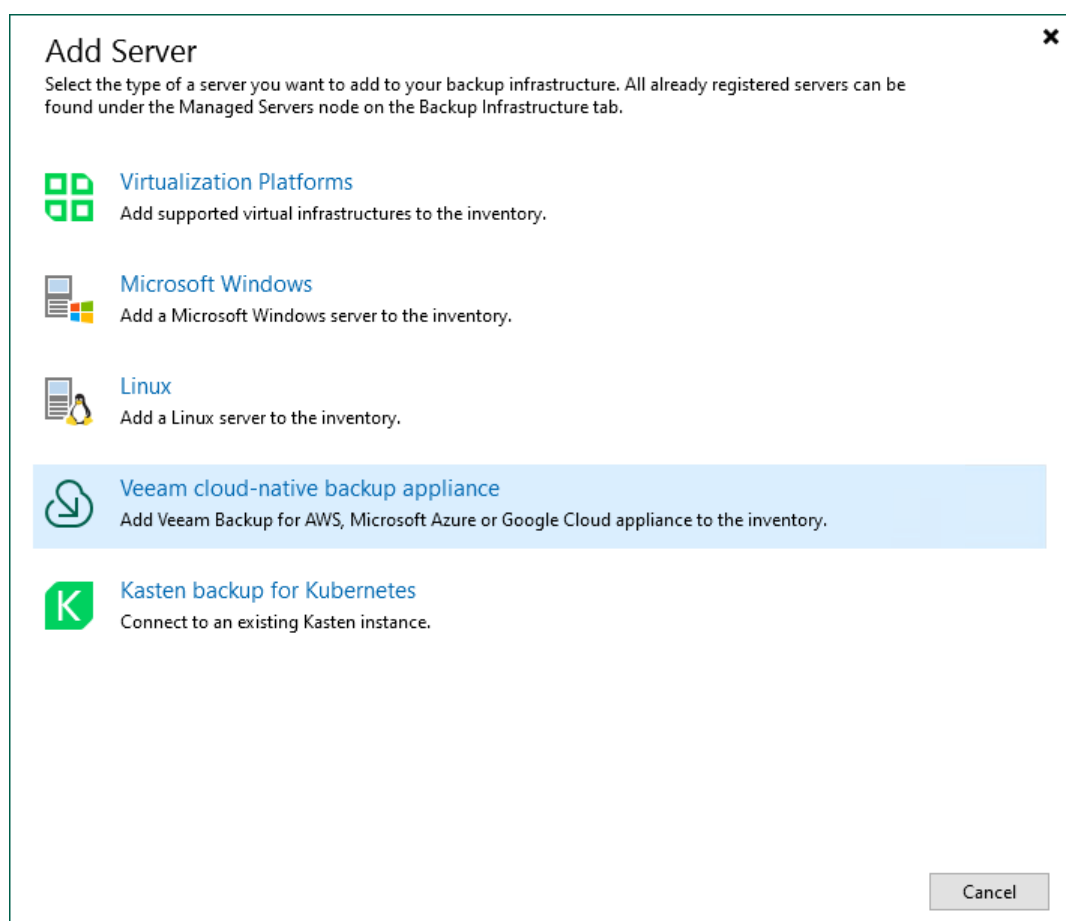 Add Server
Select the type of a server you want to add to your backup infrastructure. All already registered servers can be
found under the Managed Servers node on the Backup Infrastructure tab.
Virtualization Platforms
Add supported virtual infrastructures to the inventory.
Microsoft Windows
Add a Microsoft Windows server to the inventory.
Linux
Add a Linux server to the inventory.
Veeam cloud-native backup appliance
Add Veeam Backup for AWS, Microsoft Azure or Google Cloud appliance to the inventory.
K
Kasten backup for Kubernetes
Connect to an existing Kasten instance.
Cancel